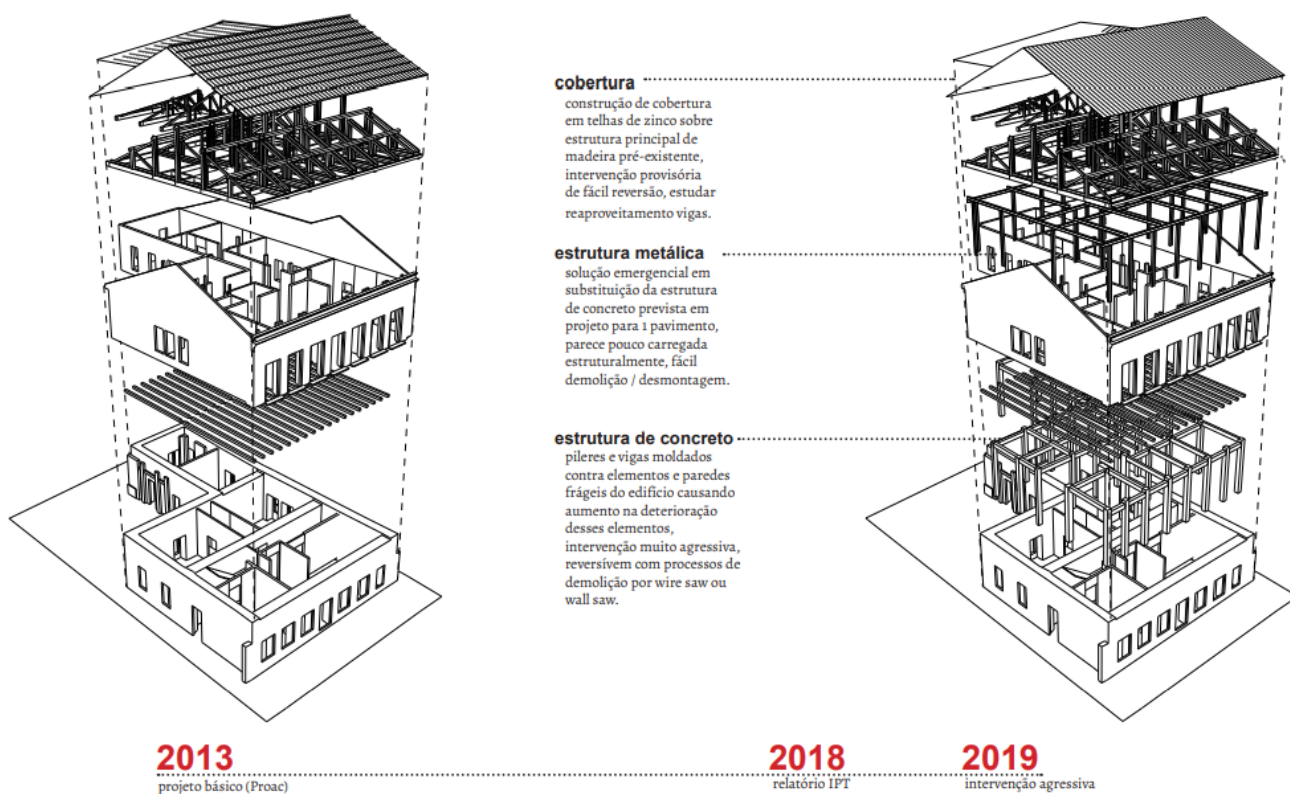 cobertura
construção de cobertura
em telhas de zinco sobre
estrutura principal de
madeira pré-existente,
intervenção provisória
de fácil reversão, estudar
reaproveitamento vigas.
estrutura metálica
solução emergencial em
substituição da estrutura
de concreto prevista em
projeto para 1 pavimento,
parece pouco carregada
estruturalmente, fácil
demolição / desmontagem.
estrutura de concreto
pileres e vigas moldados
contra elementos e paredes
frágeis do edifício causando
aumento na deterioração
desses elementos,
intervenção muito agressiva,
reversívem com processos de
demolição por wire saw ou
wall saw.
2013
projeto básico (Proac)
2018
relatório IPT
2019
intervenção agressiva